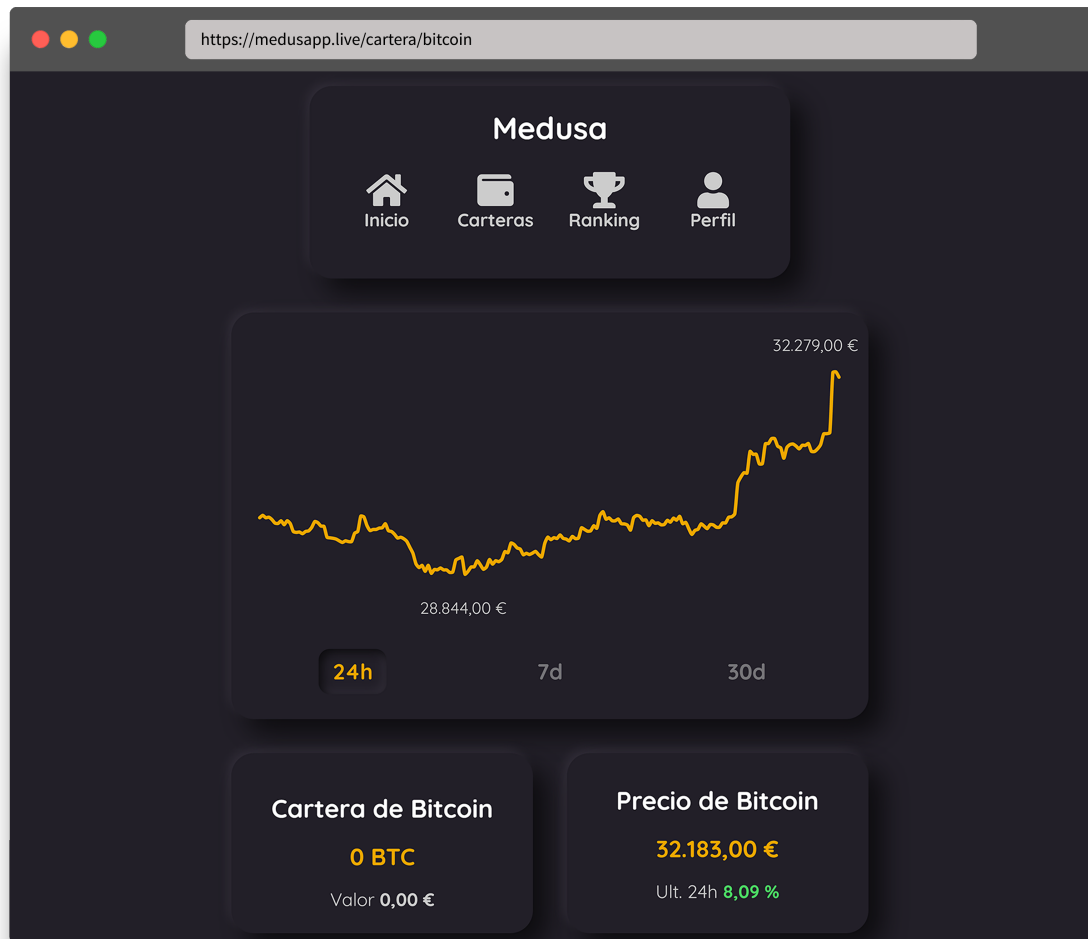 https://medusapp.live/cartera/bitcoin
Medusa
Inicio Carteras Ranking Perfil
32.279,00 €
28.844,00 €
24h 7d 30d
Cartera de Bitcoin
0 BTC
Valor 0,00 €
Precio de Bitcoin
32.183,00 €
Ult. 24h 8,09 %